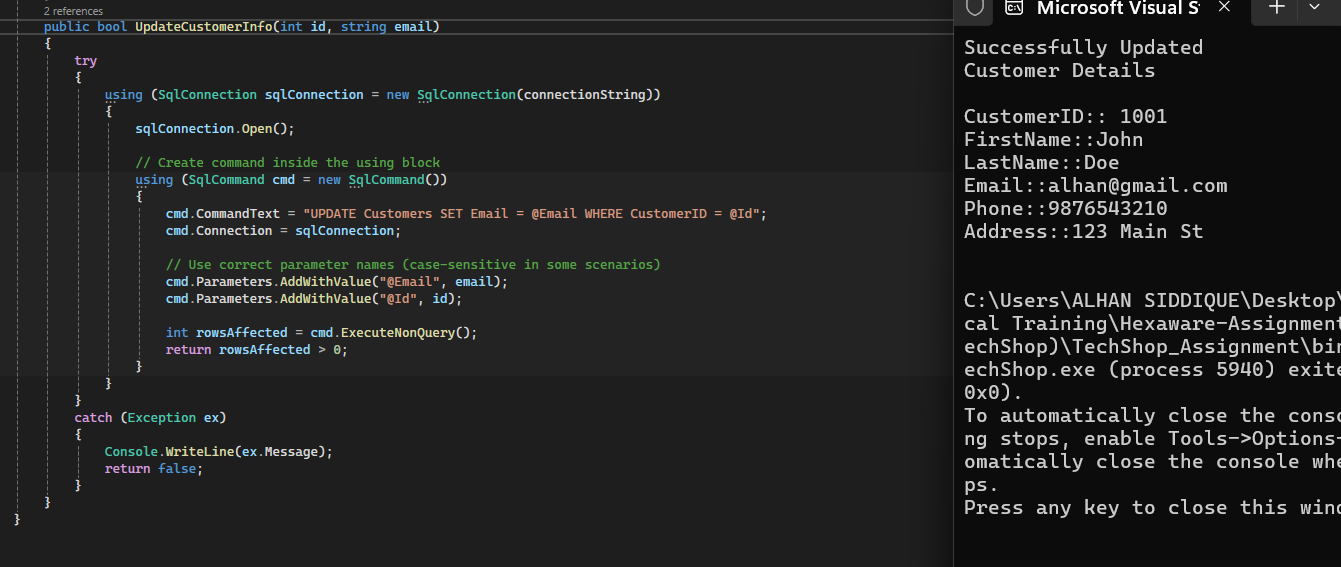 2 references
public bool UpdateCustomerInfo(int id, string email)
{
try
{
using (SqlConnection sqlConnection = new SqlConnection(connectionString))
{
sqlConnection.Open();
// Create command inside the using block
using (SqlCommand cmd = new SqlCommand())
{
cmd.CommandText = "UPDATE Customers SET Email = @Email WHERE CustomerID = @Id";
cmd.Connection = sqlConnection;
// Use correct parameter names (case-sensitive in some scenarios)
cmd.Parameters.AddWithValue("@Email", email);
cmd.Parameters.AddWithValue("@Id", id);
int rowsAffected = cmd.ExecuteNonQuery();
return rowsAffected > 0;
}
}
}
catch (Exception ex)
{
Console.WriteLine(ex.Message);
return false;
}
}
}
Microsoft Visual S
Successfully Updated
Customer Details
CustomerID:: 1001
FirstName::John
LastName::Doe
Email::alhan@gmail.com
Phone::9876543210
Address::123 Main St
C:\Users\ALHAN SIDDIQUE\Desktop\
cal Training\Hexaware-Assignment
echShop)\TechShop_Assignment\bin
echShop.exe (process 5940) exite
0x0).
To automatically close the conso
ng stops, enable Tools->Options-
omatically close the console whe
ps.
Press any key to close this wind